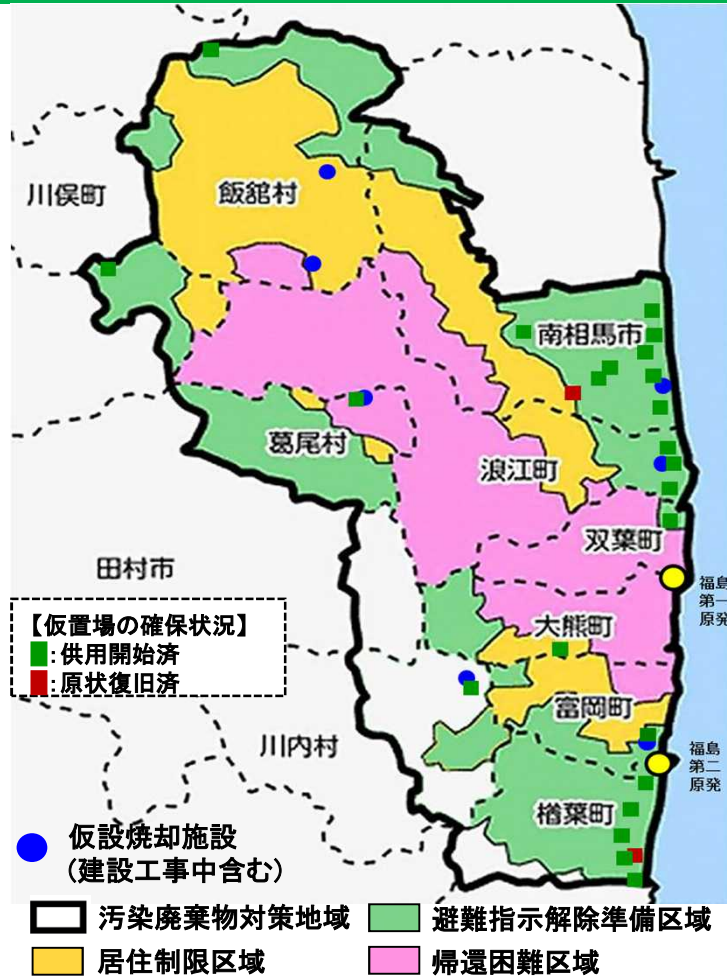 川俣町
飯舘村
南相馬市
葛尾村
浪江町
双葉町
田村市
福島
第一
原発
【仮置場の確保状況】
:供用開始済
:原状復旧済
大熊町
富岡町
川内村
福島
第二
原発
楢葉町
仮設焼却施設
(建設工事中含む)
汚染廃棄物対策地域
避難指示解除準備区域
居住制限区域
帰還困難区域